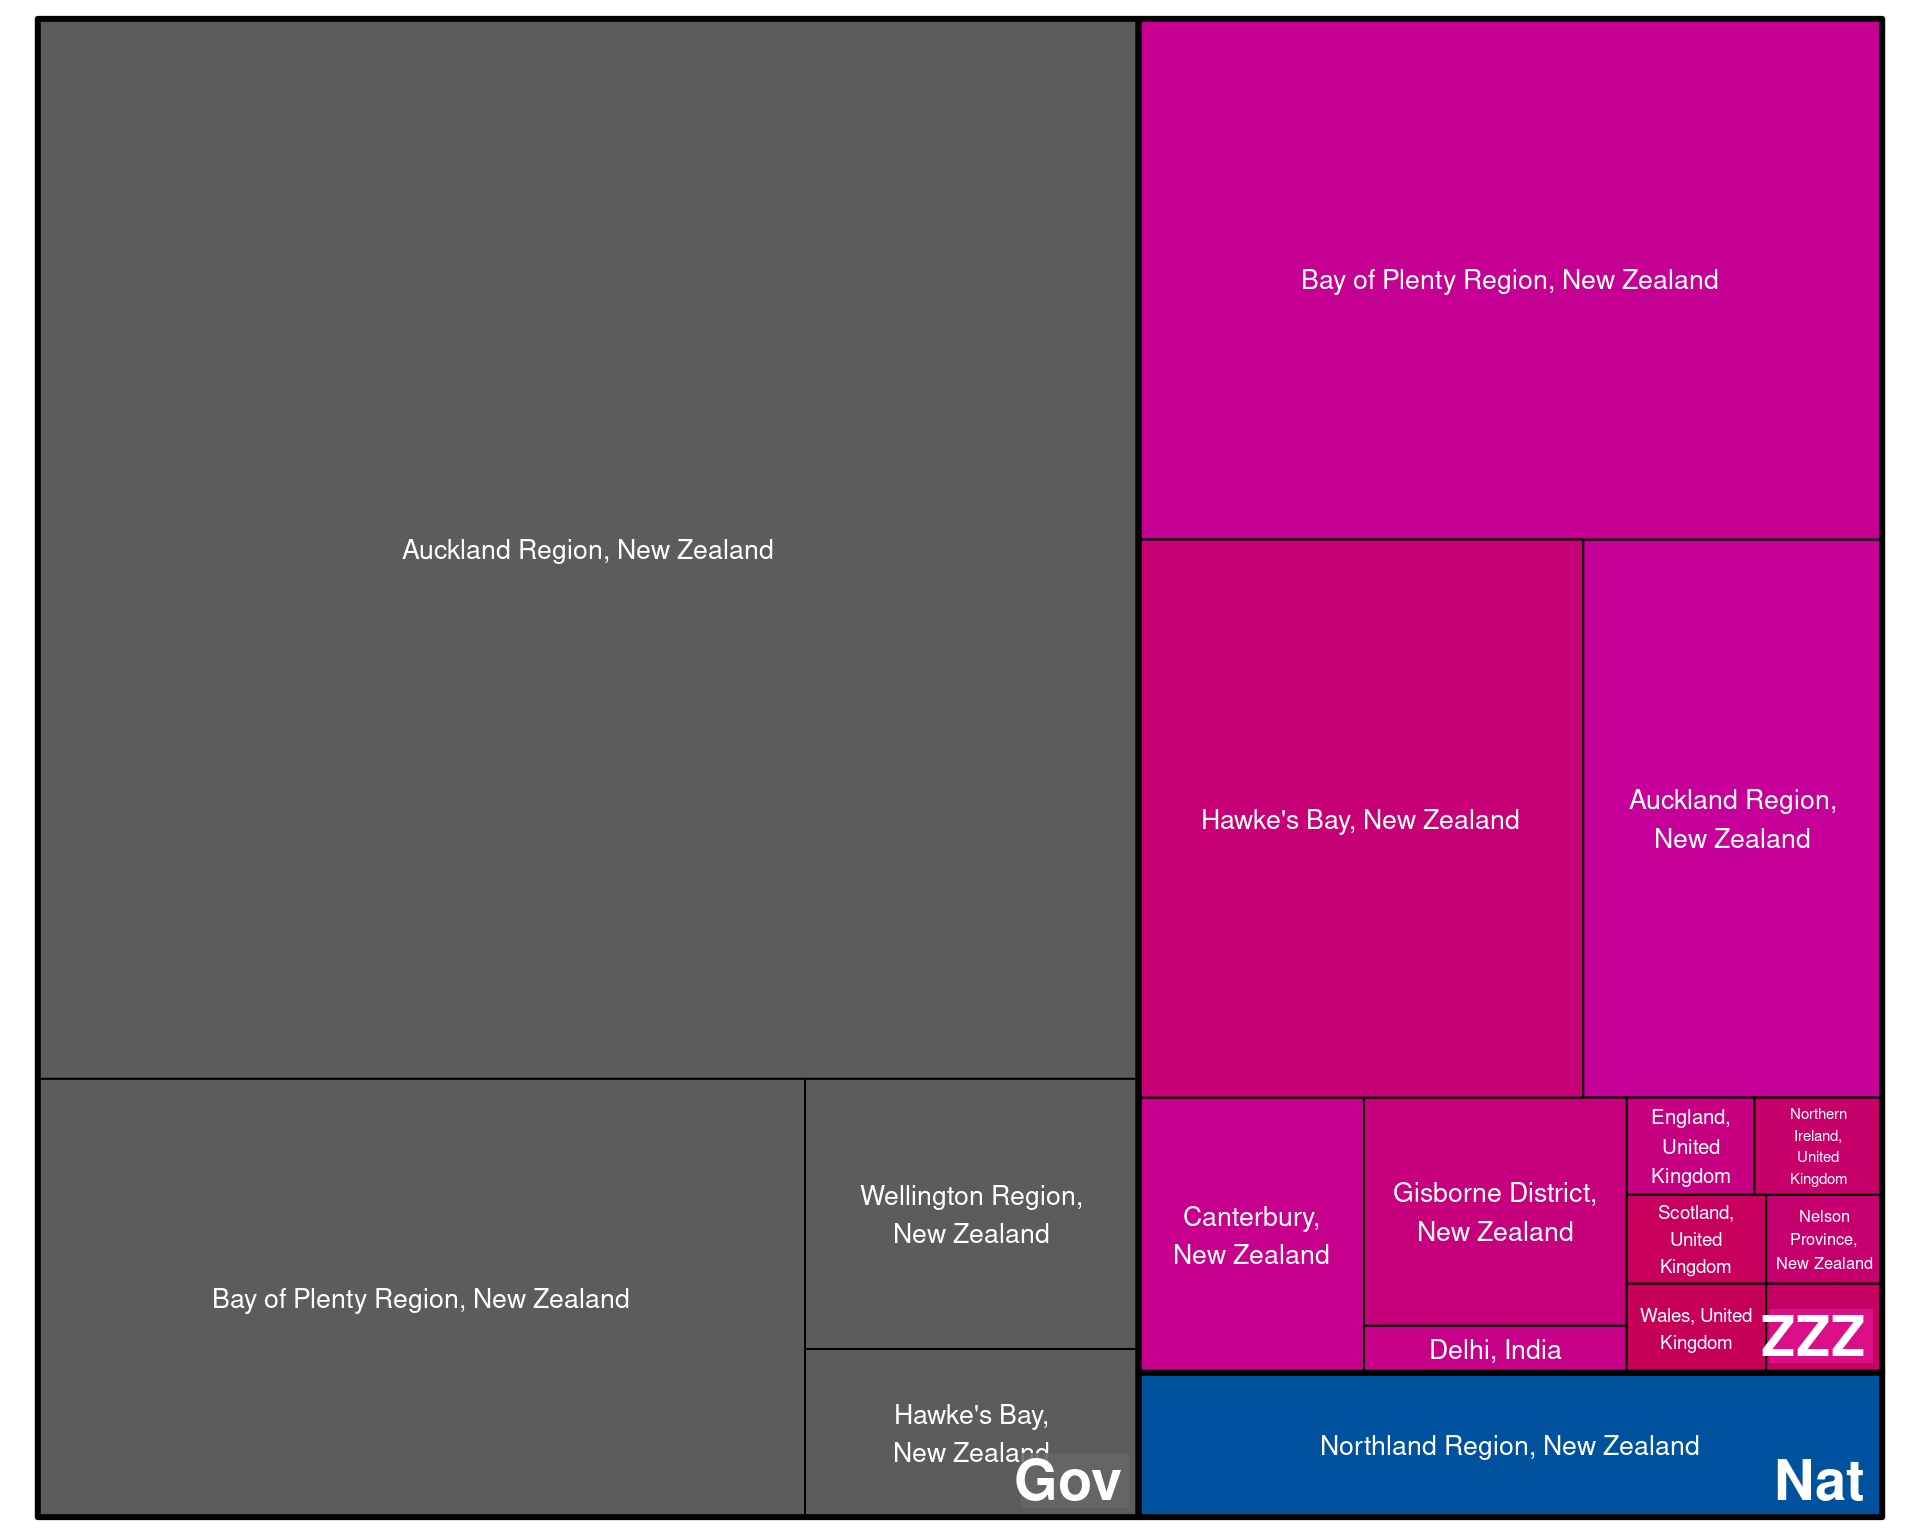 Auckland Region, New Zealand
Bay of Plenty Region, New Zealand
Wellington Region,
New Zealand
Hawke's Bay,
New Zealand
Gov
Bay of Plenty Region, New Zealand
Hawke's Bay, New Zealand
Auckland Region,
New Zealand
Canterbury,
New Zealand
Gisborne District,
New Zealand
Delhi, India
England,
United
Kingdom
Northern
Ireland,
United
Kingdom
Scotland,
United
Kingdom
Nelson
Province,
New Zealand
Wales, United
Kingdom
ZZZ
Northland Region, New Zealand
Nat